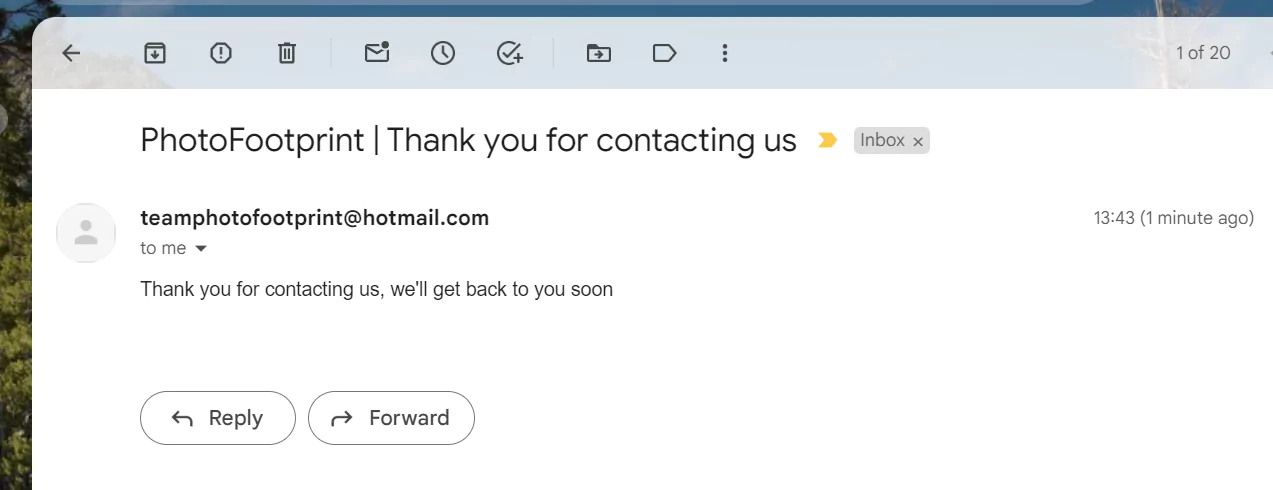 1 of 20
PhotoFootprint | Thank you for contacting us Inbox ×
teamphotofootprint@hotmail.com 13:43 (1 minute ago)
to me
Thank you for contacting us, we'll get back to you soon
Reply Forward